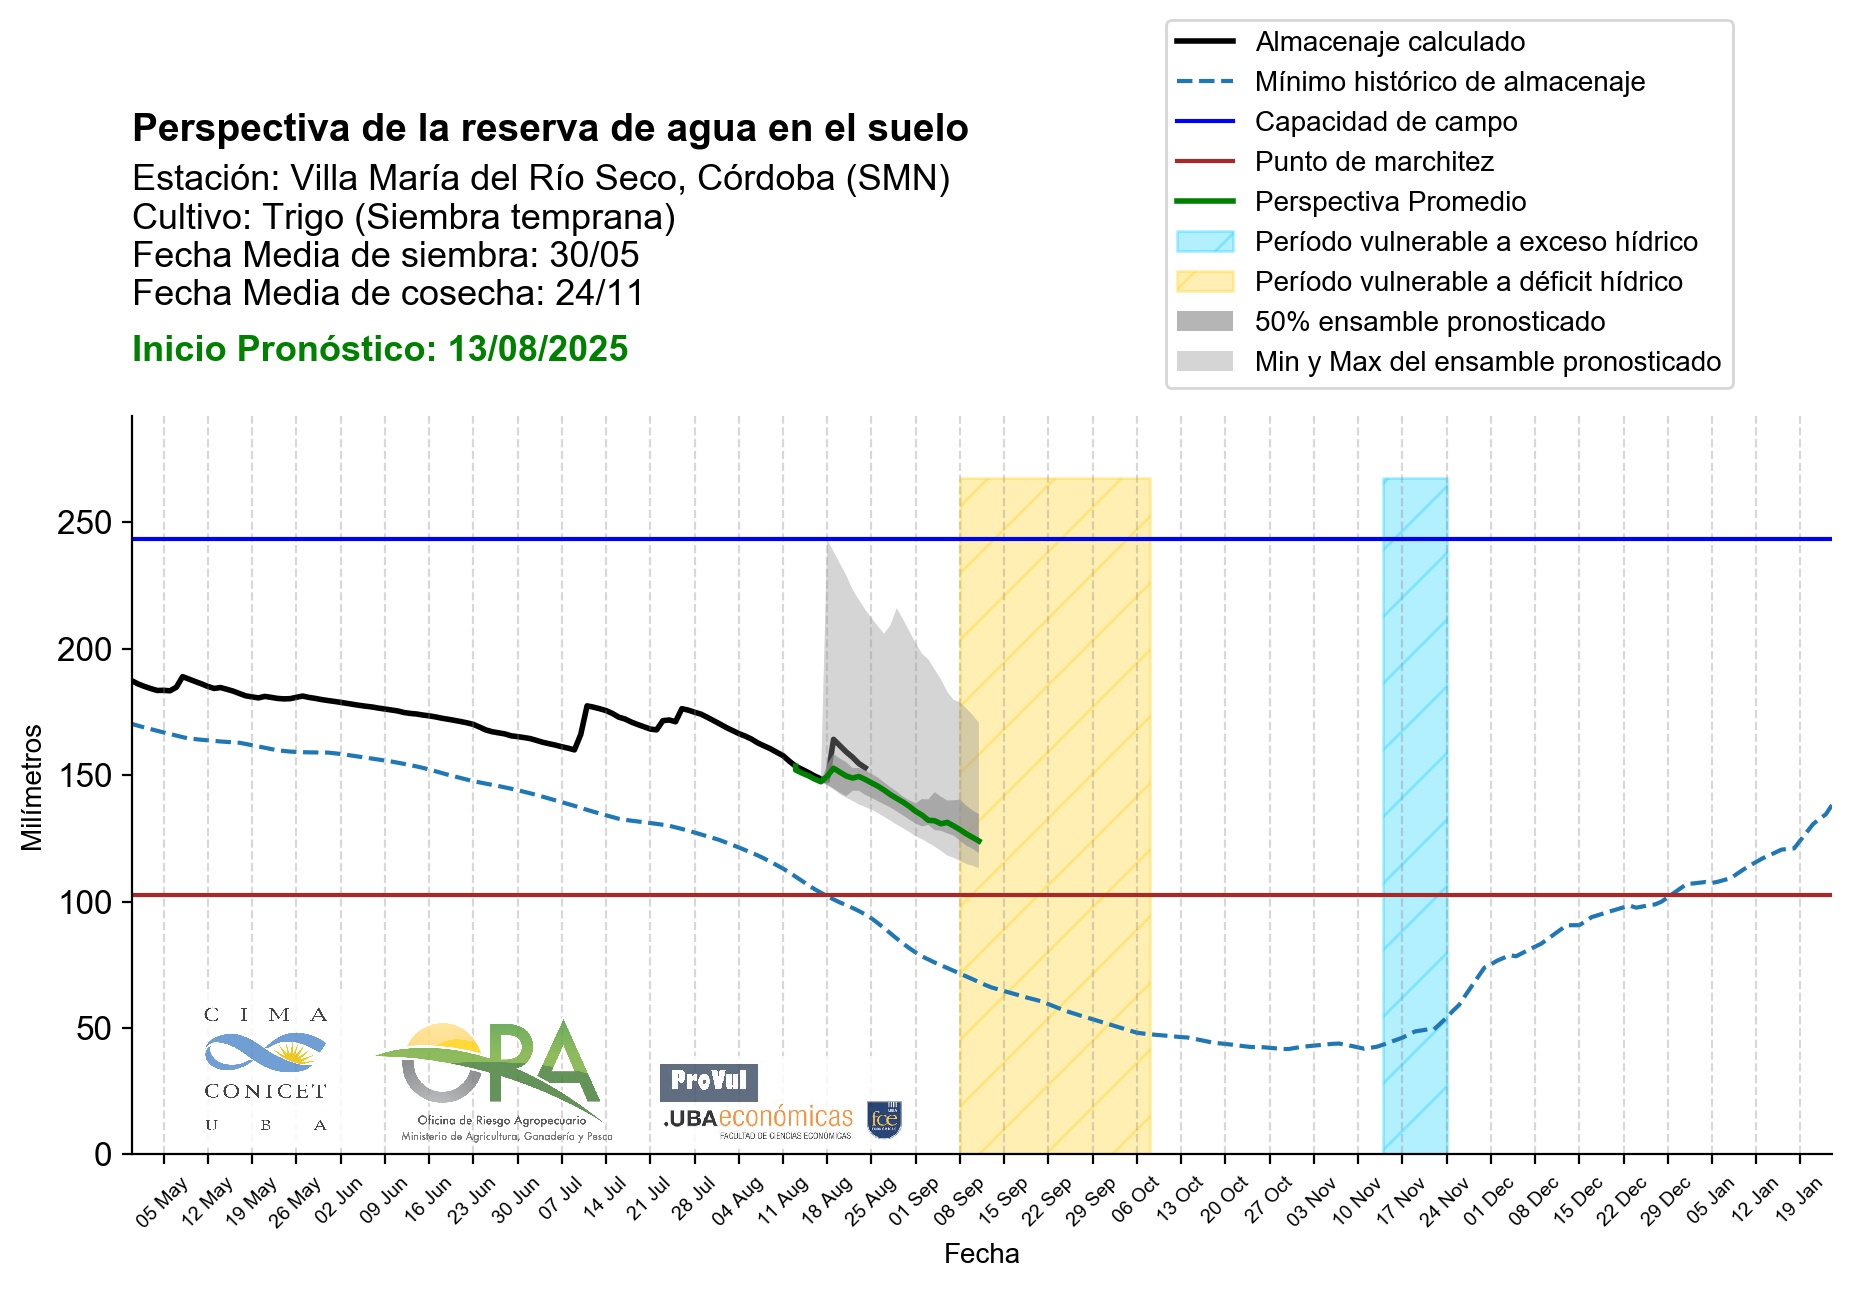 Almacenaje calculado
Mínimo histórico de almacenaje
Capacidad de campo
Punto de marchitez
Perspectiva Promedio
Período vulnerable a exceso hídrico
Período vulnerable a déficit hídrico
50% ensamble pronosticado
Min y Max del ensamble pronosticado
Perspectiva de la reserva de agua en el suelo
Estación: Villa María del Río Seco, Córdoba (SMN)
Cultivo: Trigo (Siembra temprana)
Fecha Media de siembra: 30/05
Fecha Media de cosecha: 24/11
Inicio Pronóstico: 13/08/2025
Milímetros
250
200
150
100
50
0
CIMA
CONICET
UBA
ORA
Oficina de Riesgo Agropecuario
Ministerio de Agricultura, Ganadería y Pesca
ProVul
.UBAeconómicas
FACULTAD DE CIENCIAS ECONÓMICAS
fce
05 May
12 May
19 May
26 May
02 Jun
09 Jun
16 Jun
23 Jun
30 Jun
07 Jul
14 Jul
21 Jul
28 Jul
04 Aug
11 Aug
18 Aug
25 Aug
01 Sep
08 Sep
15 Sep
22 Sep
29 Sep
06 Oct
13 Oct
20 Oct
27 Oct
03 Nov
10 Nov
17 Nov
24 Nov
01 Dec
08 Dec
15 Dec
22 Dec
29 Dec
05 Jan
12 Jan
19 Jan
Fecha